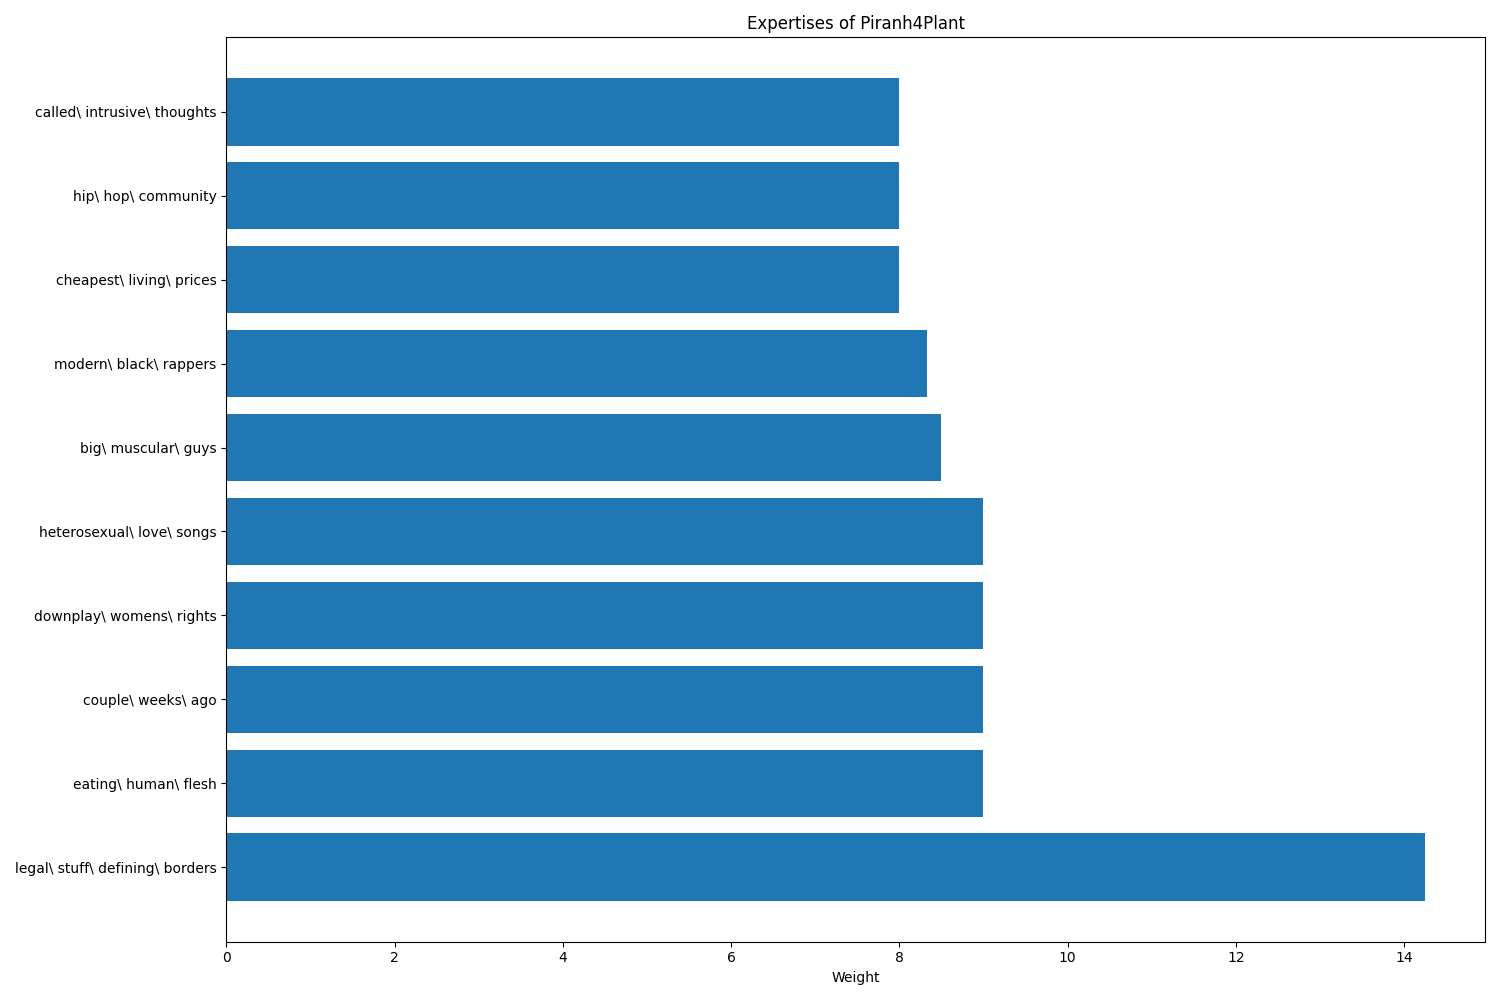 Expertises of Piranh4Plant
called\ intrusive\ thoughts
hip\ hop\ community
cheapest\ living\ prices
modern\ black\ rappers
big\ muscular\ guys
heterosexual\ love\ songs
downplay\ womens\ rights
couple\ weeks\ ago
eating\ human\ flesh
legal\ stuff\ defining\ borders
0 2 4 6 8 10 12 14
Weight